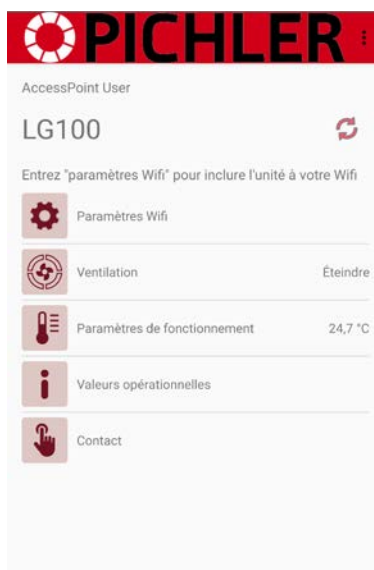 PICHLER
AccessPoint User
LG100
Entrez "paramètres Wifi" pour inclure l'unité à votre Wifi
Paramètres Wifi
Ventilation Éteindre
Paramètres de fonctionnement 24,7 °C
Valeurs opérationnelles
Contact